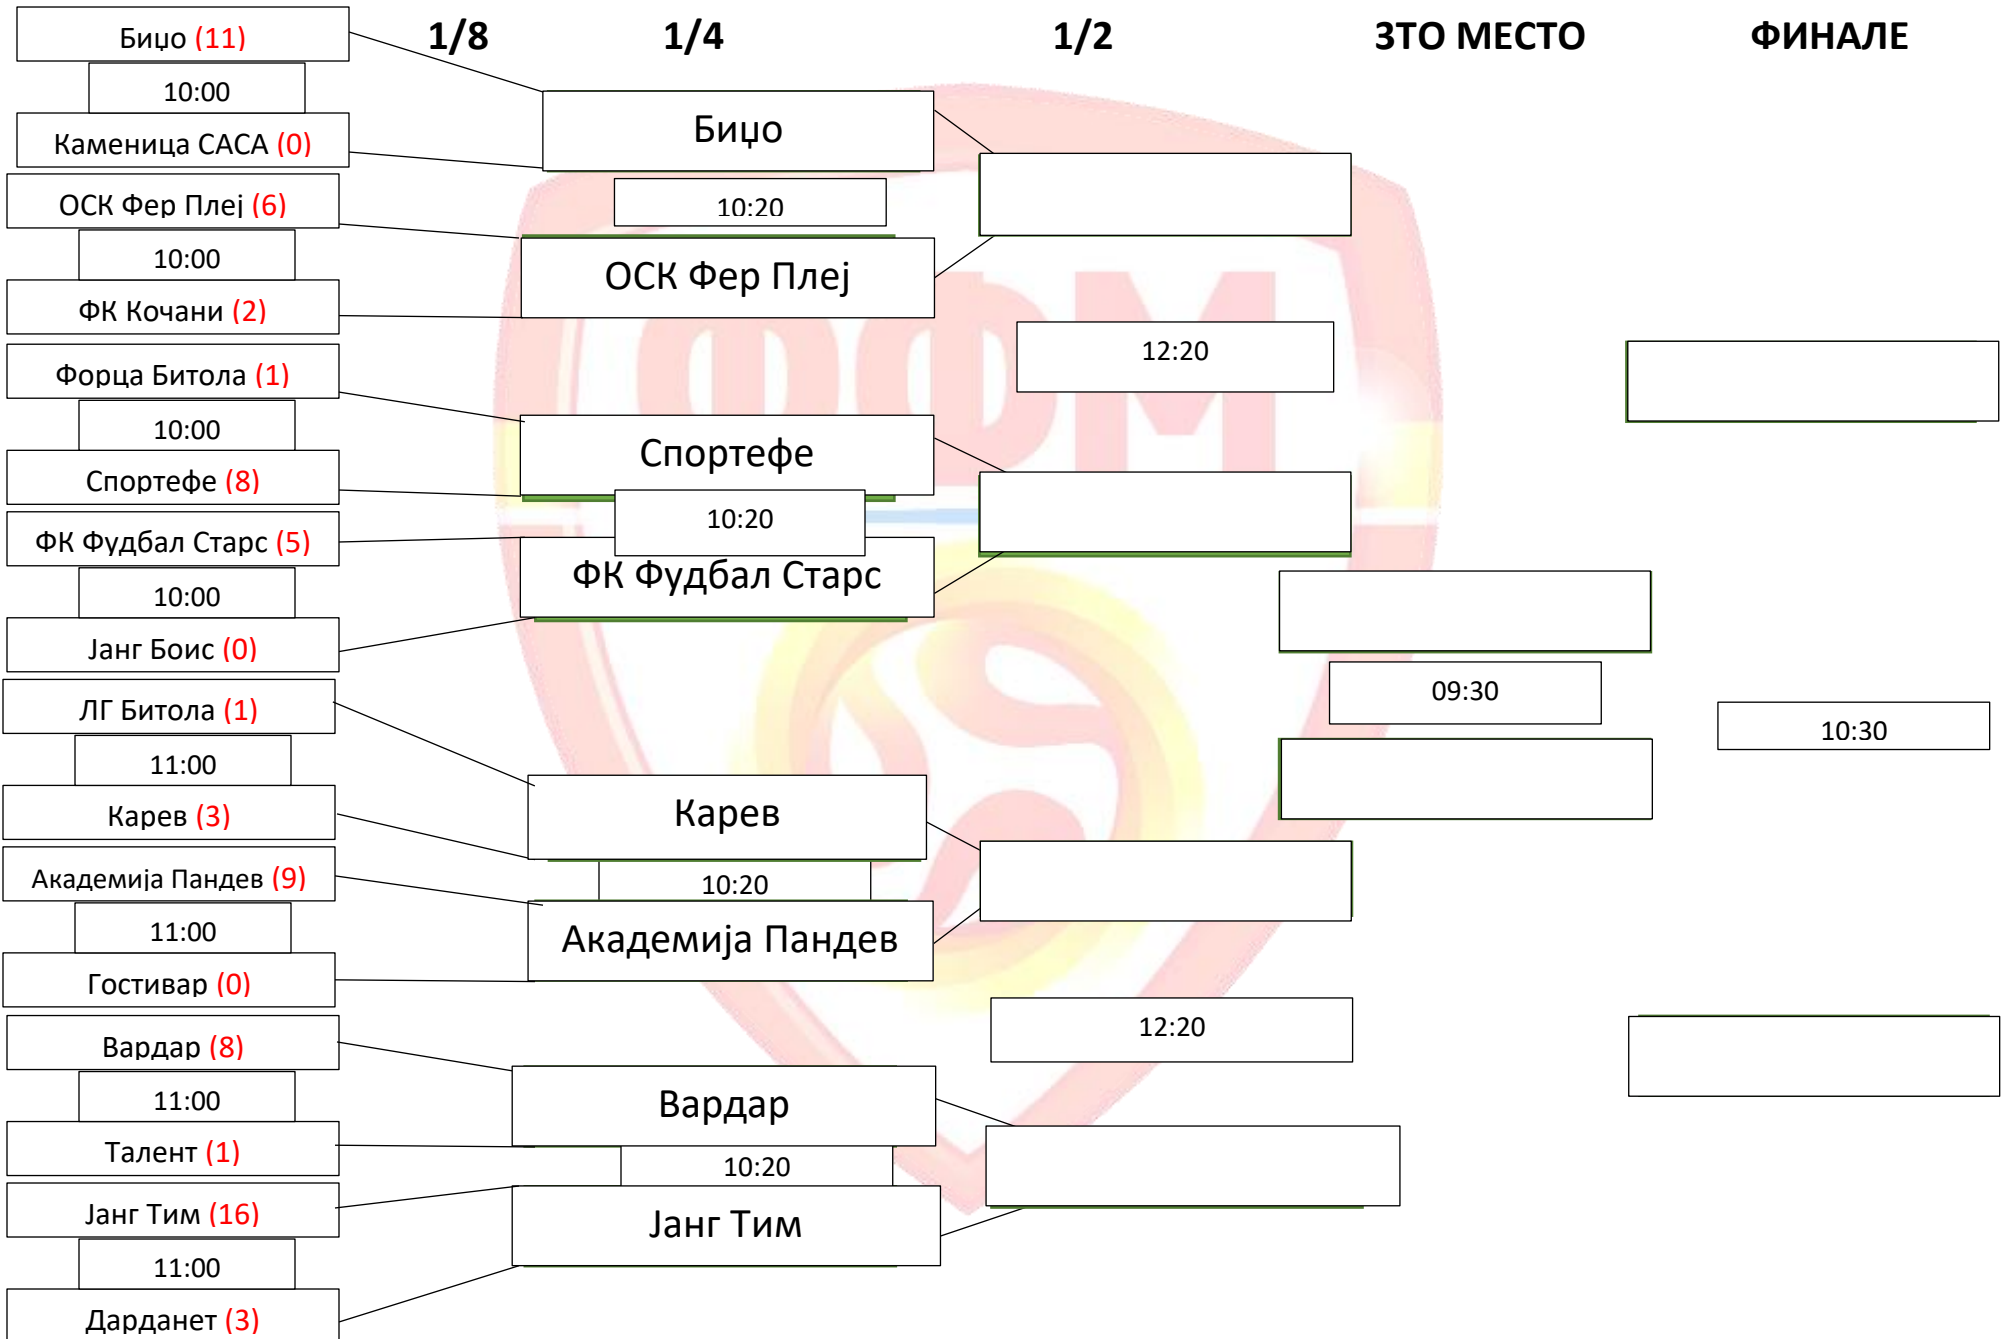 1/8
1/4
1/2
3ТО МЕСТО
ФИНАЛЕ
Биџо (11)
10:00
Каменица САСА (0)
ОСК Фер Плеј (6)
10:00
ФК Кочани (2)
Форца Битола (1)
10:00
Спортефе (8)
ФК Фудбал Старс (5)
10:00
Јанг Боис (0)
ЛГ Битола (1)
11:00
Карев (3)
Академија Пандев (9)
11:00
Гостивар (0)
Вардар (8)
11:00
Талент (1)
Јанг Тим (16)
11:00
Дарданет (3)
Биџо
10:20
ОСК Фер Плеј
Спортефе
10:20
ФК Фудбал Старс
Карев
10:20
Академија Пандев
Вардар
10:20
Јанг Тим
12:20
12:20
09:30
10:30
ФФМ